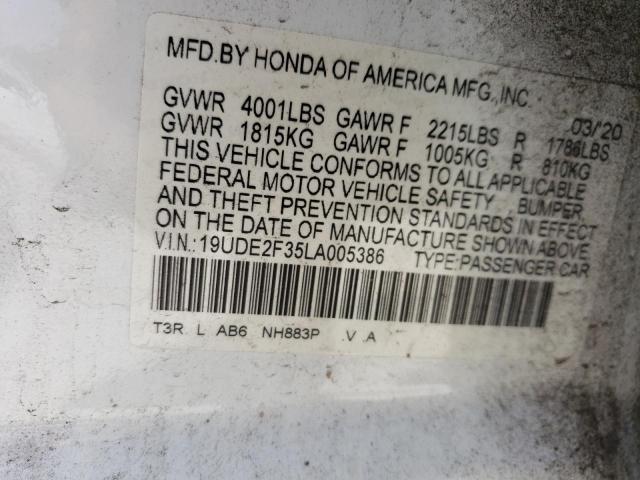 MFD.BY HONDA OF AMERICA MFG.,INC.
03/20
GVWR 4001LBS GAWR F 2215LBS R 1786LBS
GVWR 1815KG GAWR F 1005KG R 810KG
THIS VEHICLE CONFORMS TO ALL APPLICABLE
FEDERAL MOTOR VEHICLE SAFETY, BUMPER
AND THEFT PREVENTION STANDARDS IN EFFECT
ON THE DATE OF MANUFACTURE SHOWN ABOVE.
V.I.N.:19UDE2F35LA005386 TYPE:PASSENGER CAR
T3R L AB6 NH883P .V .A